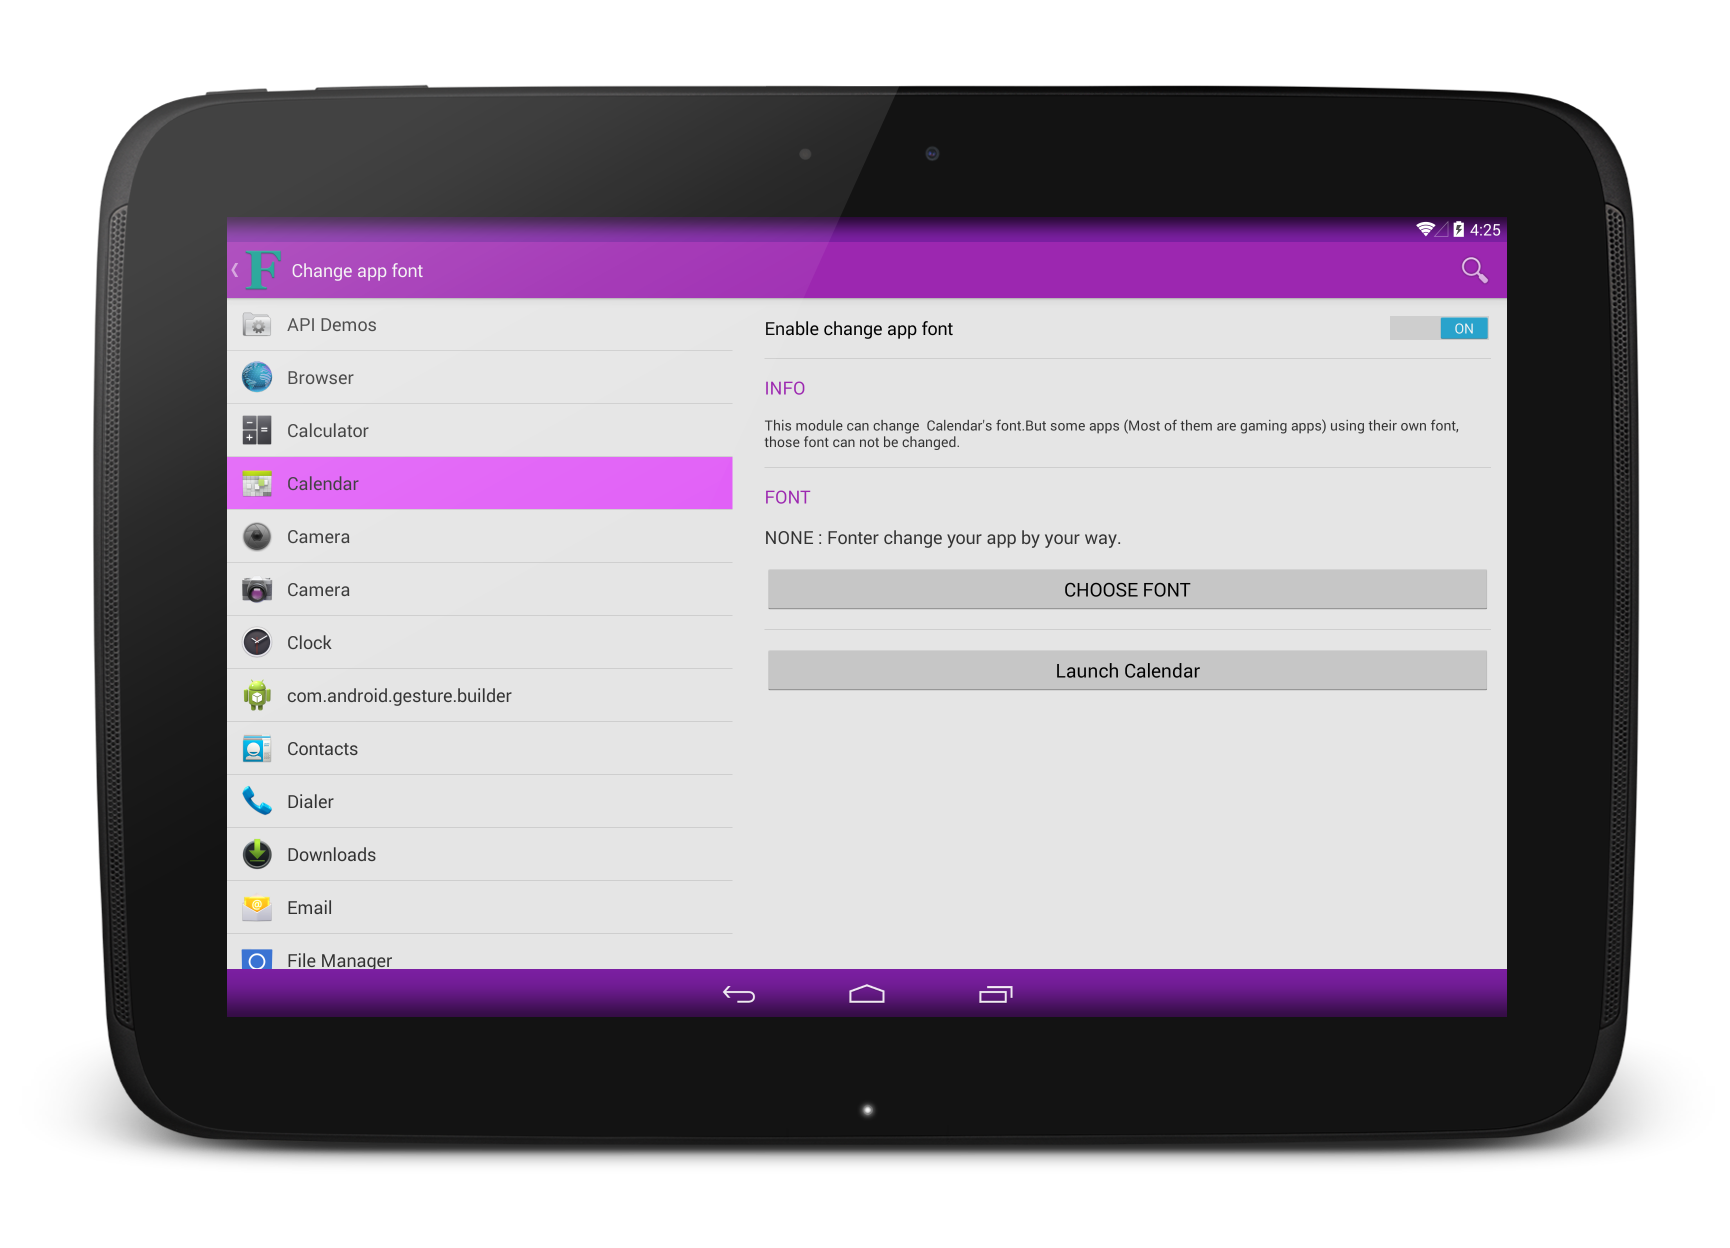 4:25
F Change app font
API Demos
Browser
Calculator
Calendar
Camera
Camera
Clock
com.android.gesture.builder
Contacts
Dialer
Downloads
Email
File Manager
Enable change app font
ON
INFO
This module can change  Calendar's font.But some apps (Most of them are gaming apps) using their own font,
those font can not be changed.
FONT
NONE : Fonter change your app by your way.
CHOOSE FONT
Launch Calendar